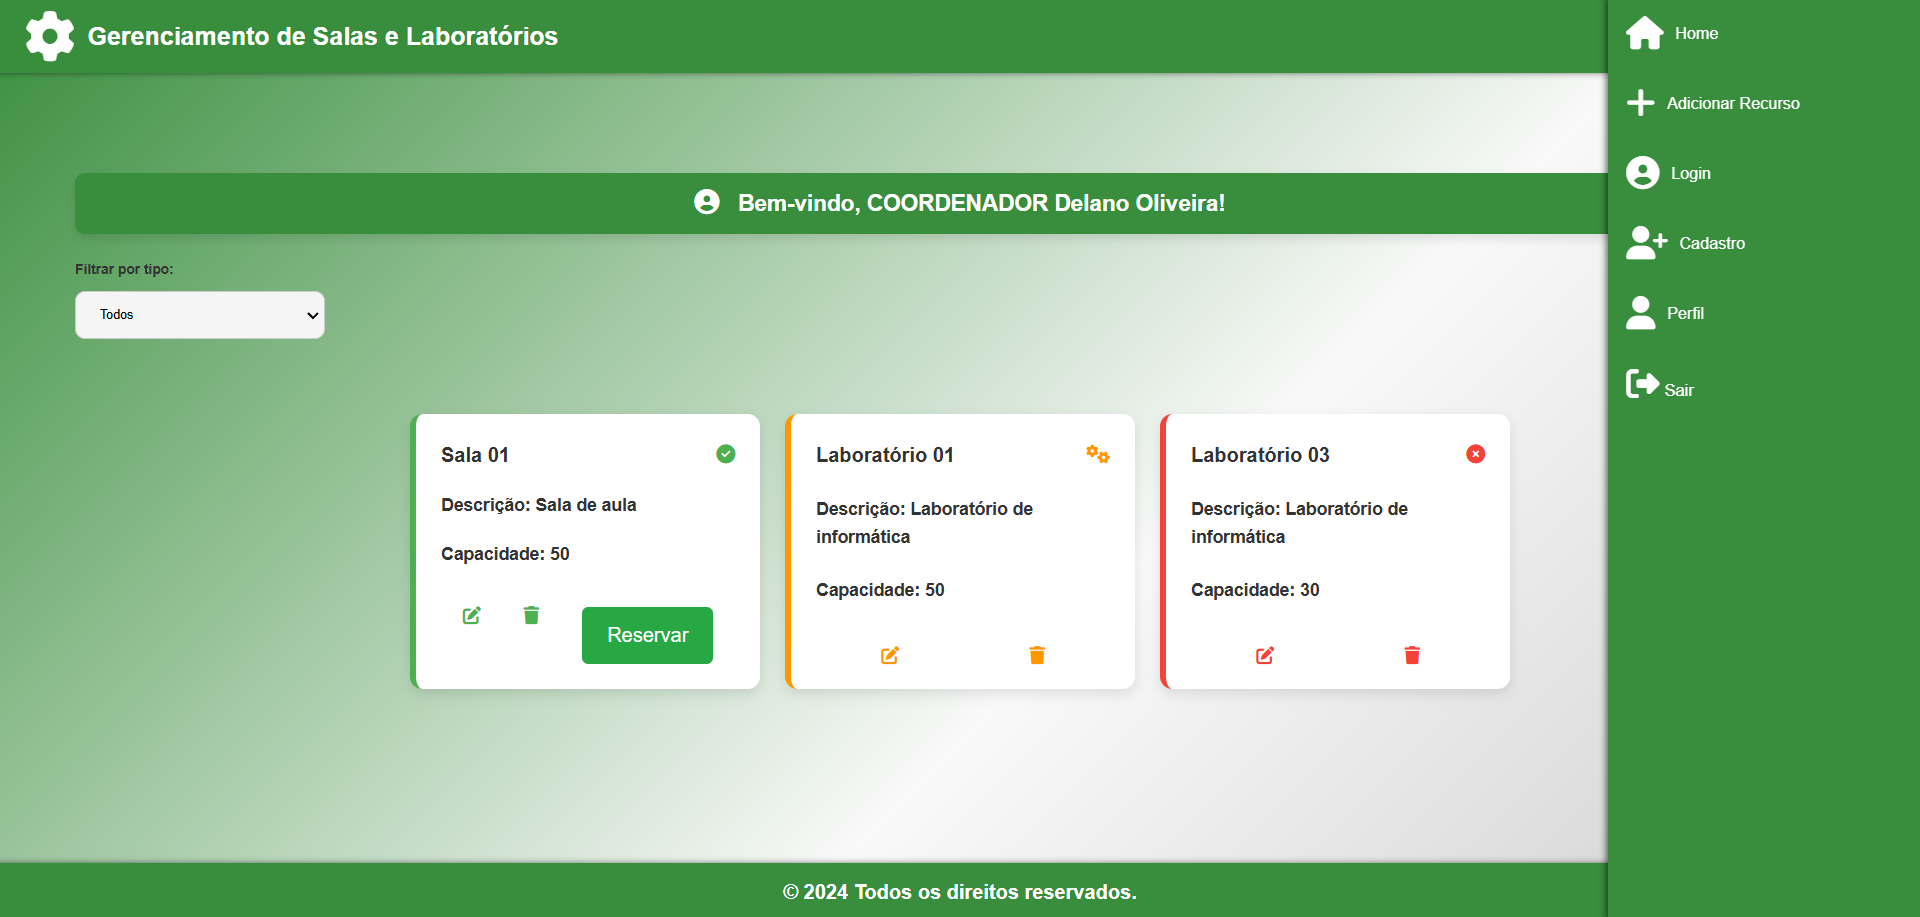 Gerenciamento de Salas e Laboratórios
Home
Adicionar Recurso
Login
Cadastro
Perfil
Sair
Bem-vindo, COORDENADOR Delano Oliveira!
Filtrar por tipo:
Todos
Sala 01
Descrição: Sala de aula
Capacidade: 50
Reservar
Laboratório 01
Descrição: Laboratório de
informática
Capacidade: 50
Laboratório 03
Descrição: Laboratório de
informática
Capacidade: 30
© 2024 Todos os direitos reservados.